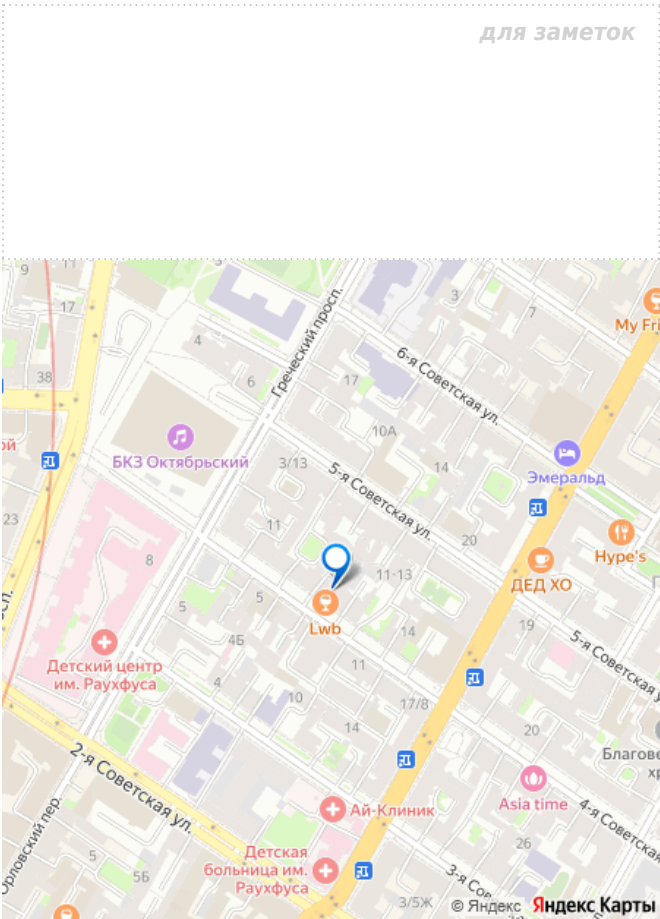 для заметок
9
11
3
17
4
Греческий просп.
3
7
My Fri
38
6
17
6-я Советская ул.
10А
ой
БКЗ Октябрьский
3/13
14
Эмеральд
5-я Советская ул.
23
11
20
Hype's
8
11-13
ДЕД ХО
5
5
Lwb
14
19
4Б
Детский центр
им. Раухфуса
11
5-я Советская у
4
10
17/8
14
20
2-я Советская ул.
Благове
хр
Asia time
4-я Советская
Ай-Клиник
Орловский пер.
26
5
5Б
Детская
больница им.
Раухфуса
3-я Сов
3/5Ж
© Яндекс Яндекс Карты